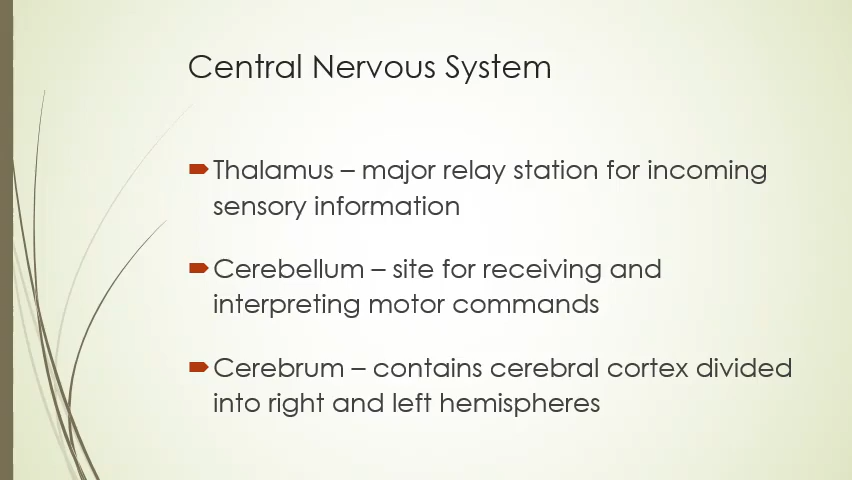 Central Nervous System
Thalamus – major relay station for incoming
sensory information
Cerebellum – site for receiving and
interpreting motor commands
Cerebrum – contains cerebral cortex divided
into right and left hemispheres